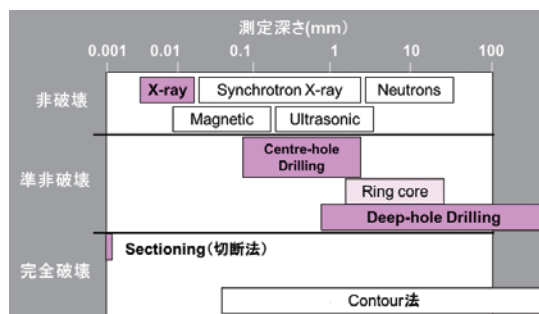 測定深さ(mm)
0.001 0.01 0.1 1 10 100
非破壊
X-ray Synchrotron X-ray Neutrons
Magnetic Ultrasonic
準非破壊
Centre-hole
Drilling
Ring core
Deep-hole Drilling
完全破壊
Sectioning(切断法)
Contour法